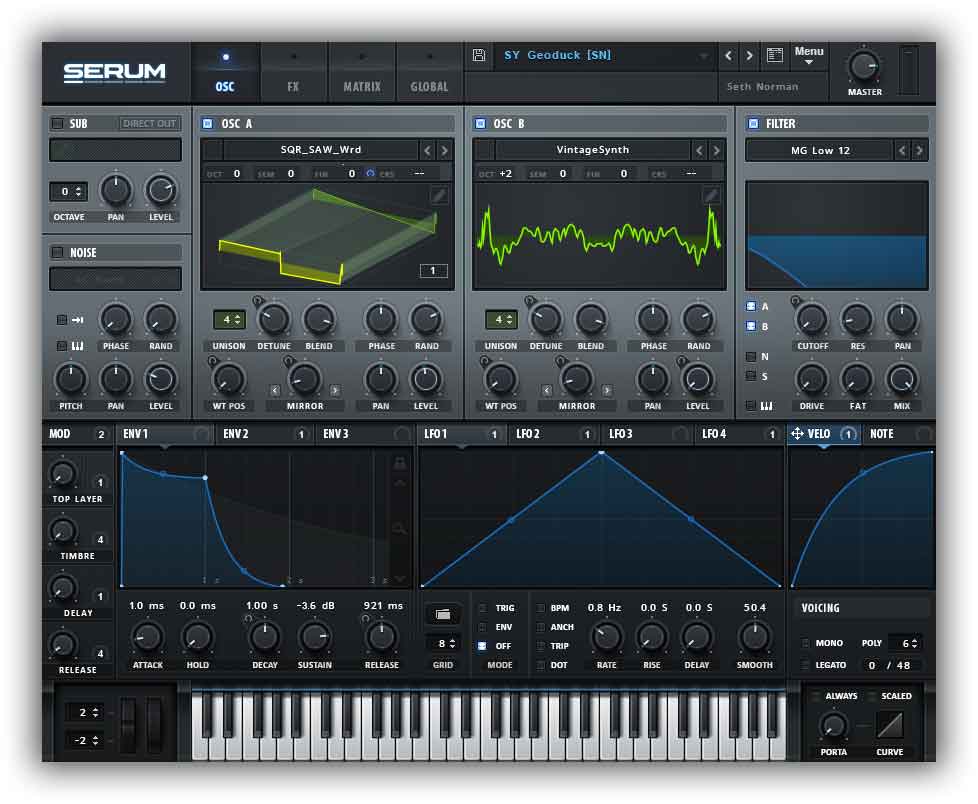 SERUM
OSC
FX
MATRIX
GLOBAL
SY Geoduck [SN]
Seth Norman
Menu
MASTER
SUB
DIRECT OUT
0
OCTAVE PAN LEVEL
NOISE
PHASE RAND
PITCH PAN LEVEL
OSC A
SQR_SAW_Wrd
OCT 0 SEM 0 FIN 0 CRS --
1
4
UNISON DETUNE BLEND PHASE RAND
WT POS MIRROR PAN LEVEL
OSC B
VintageSynth
OCT +2 SEM 0 FIN 0 CRS --
4
UNISON DETUNE BLEND PHASE RAND
WT POS MIRROR PAN LEVEL
FILTER
MG Low 12
A
B
N
S
CUTOFF RES PAN
DRIVE FAT MIX
MOD 2 ENV 1 ENV 2 1 ENV 3 LFO 1 1 LFO 2 1 LFO 3 LFO 4 1 VELO 1 NOTE
1
TOP LAYER
4
TIMBRE
1
DELAY
4
RELEASE
1 s 2 s 3 s
1.0 ms 0.0 ms 1.00 s -3.6 dB 921 ms
ATTACK HOLD DECAY SUSTAIN RELEASE
8
GRID
TRIG
ENV
OFF
MODE
BPM
ANCH
TRIP
DOT
0.8 Hz 0.0 S 0.0 S 50.4
RATE RISE DELAY SMOOTH
VOICING
MONO POLY 6
LEGATO 0 / 48
2
-2
ALWAYS SCALED
PORTA CURVE